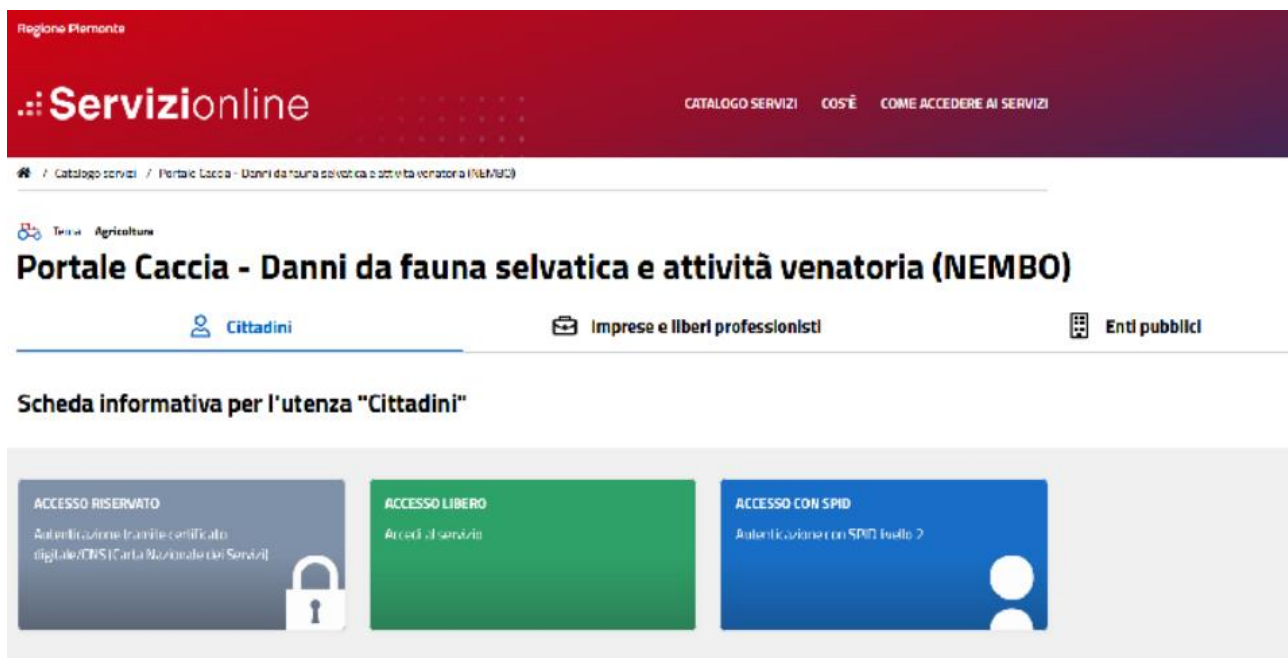 Regione Piemonte
Servizionline
CATALOGO SERVIZI COS'È COME ACCEDERE AI SERVIZI
/ Catalogo servizi / Portale Caccia - Danni da fauna selvatica e attività venatoria (NEMBO)
Tema Agricoltura
Portale Caccia - Danni da fauna selvatica e attività venatoria (NEMBO)
Cittadini Imprese e liberi professionisti Enti pubblici
Scheda informativa per l'utenza "Cittadini"
ACCESSO RISERVATO
Autenticazione tramite certificato
digitale/CNS (Carta Nazionale dei Servizi)
ACCESSO LIBERO
Accedi al servizio
ACCESSO CON SPID
Autenticazione con SPID livello 2